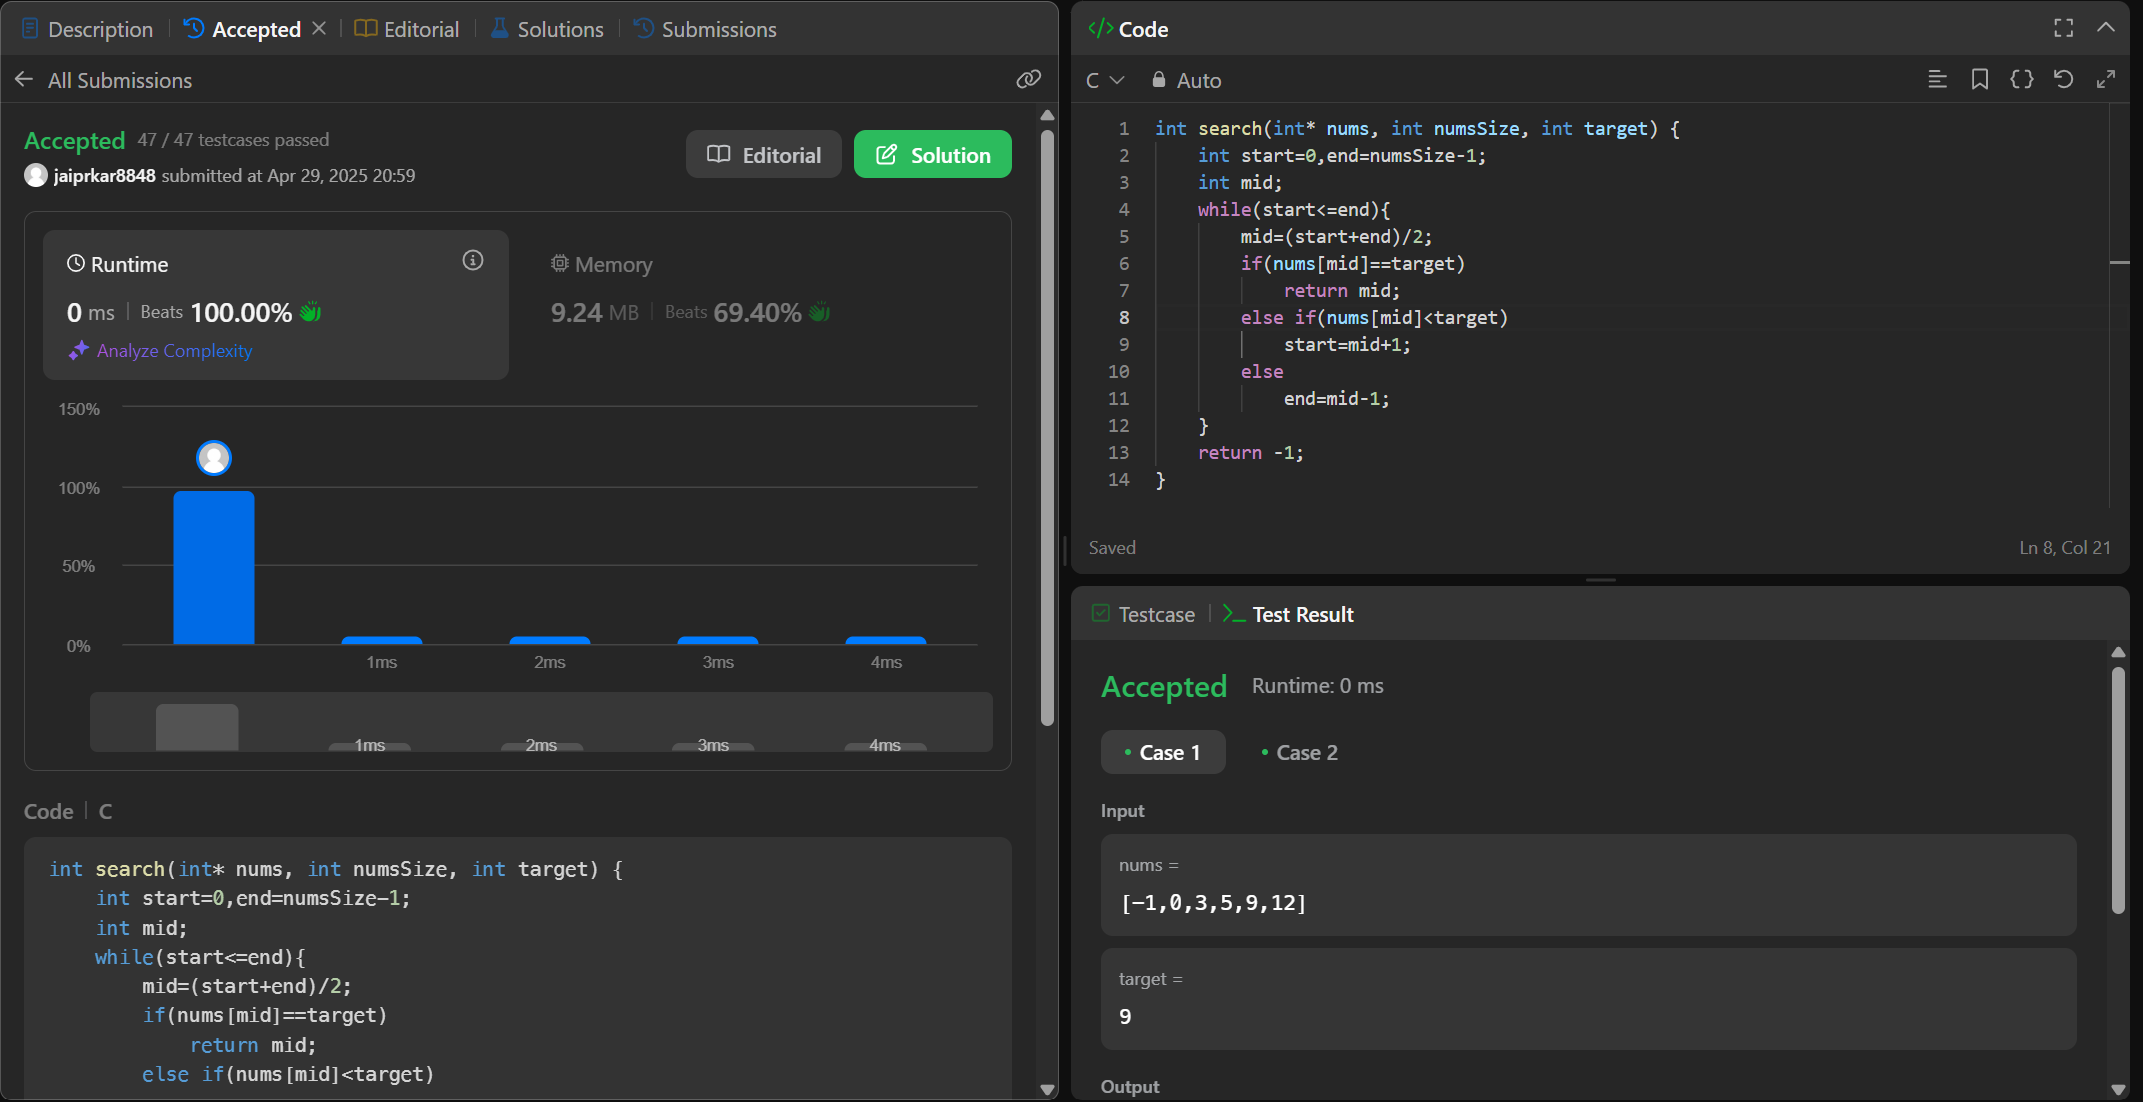 Description
Accepted
Editorial
Solutions
Submissions
All Submissions
Accepted 47 / 47 testcases passed
jaiprkar8848 submitted at Apr 29, 2025 20:59
Editorial
Solution
Runtime
0 ms
Beats 100.00%
Analyze Complexity
Memory
9.24 MB
Beats 69.40%
150%
100%
50%
0%
1ms 2ms 3ms 4ms
1ms 2ms 3ms 4ms
Code
C
int search(int* nums, int numsSize, int target) {
    int start=0,end=numsSize-1;
    int mid;
    while(start<=end){
        mid=(start+end)/2;
        if(nums[mid]==target)
            return mid;
        else if(nums[mid]<target)
</> Code
C
Auto
1 int search(int* nums, int numsSize, int target) {
2     int start=0,end=numsSize-1;
3     int mid;
4     while(start<=end){
5         mid=(start+end)/2;
6         if(nums[mid]==target)
7             return mid;
8         else if(nums[mid]<target)
9             start=mid+1;
10         else
11             end=mid-1;
12     }
13     return -1;
14 }
Saved
Ln 8, Col 21
Testcase
Test Result
Accepted Runtime: 0 ms
• Case 1
• Case 2
Input
nums =
[-1,0,3,5,9,12]
target =
9
Output